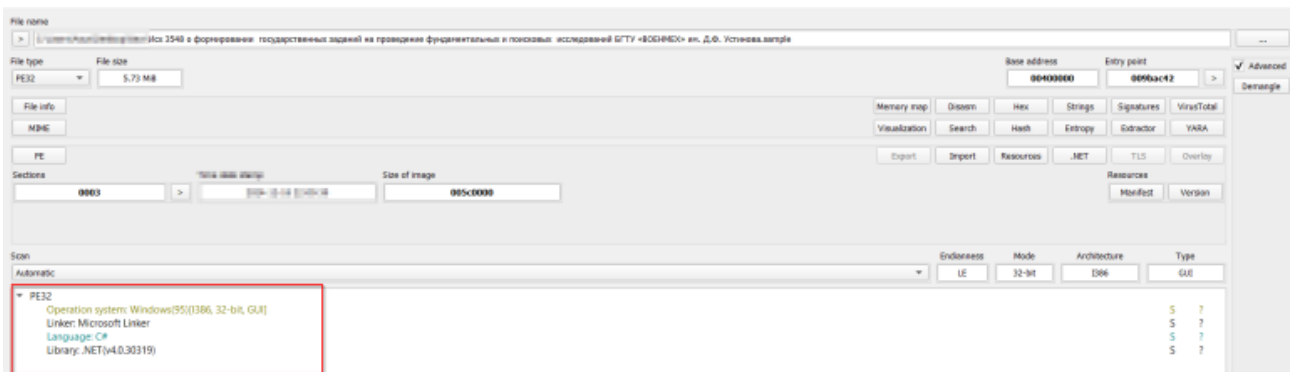 File name
> Исх 3548 о формировании государственных заданий на проведение фундаментальных и поисковых исследований БГТУ «ВОЕНМЕХ» им. Д.Ф. Устинова.sample ...
File type File size Base address Entry point
PE32 5.73 MiB 00400000 009bac42 > Advanced
Demangle
File info Memory map Disasm Hex Strings Signatures VirusTotal
MIME Visualization Search Hash Entropy Extractor YARA
PE Export Import Resources .NET TLS Overlay
Sections Size of image Resources
0003 > 005c0000 Manifest Version
Scan Endianness Mode Architecture Type
Automatic LE 32-bit I386 GUI
PE32
Operation system: Windows(95)[I386, 32-bit, GUI] S ?
Linker: Microsoft Linker S ?
Language: C# S ?
Library: .NET(v4.0.30319) S ?